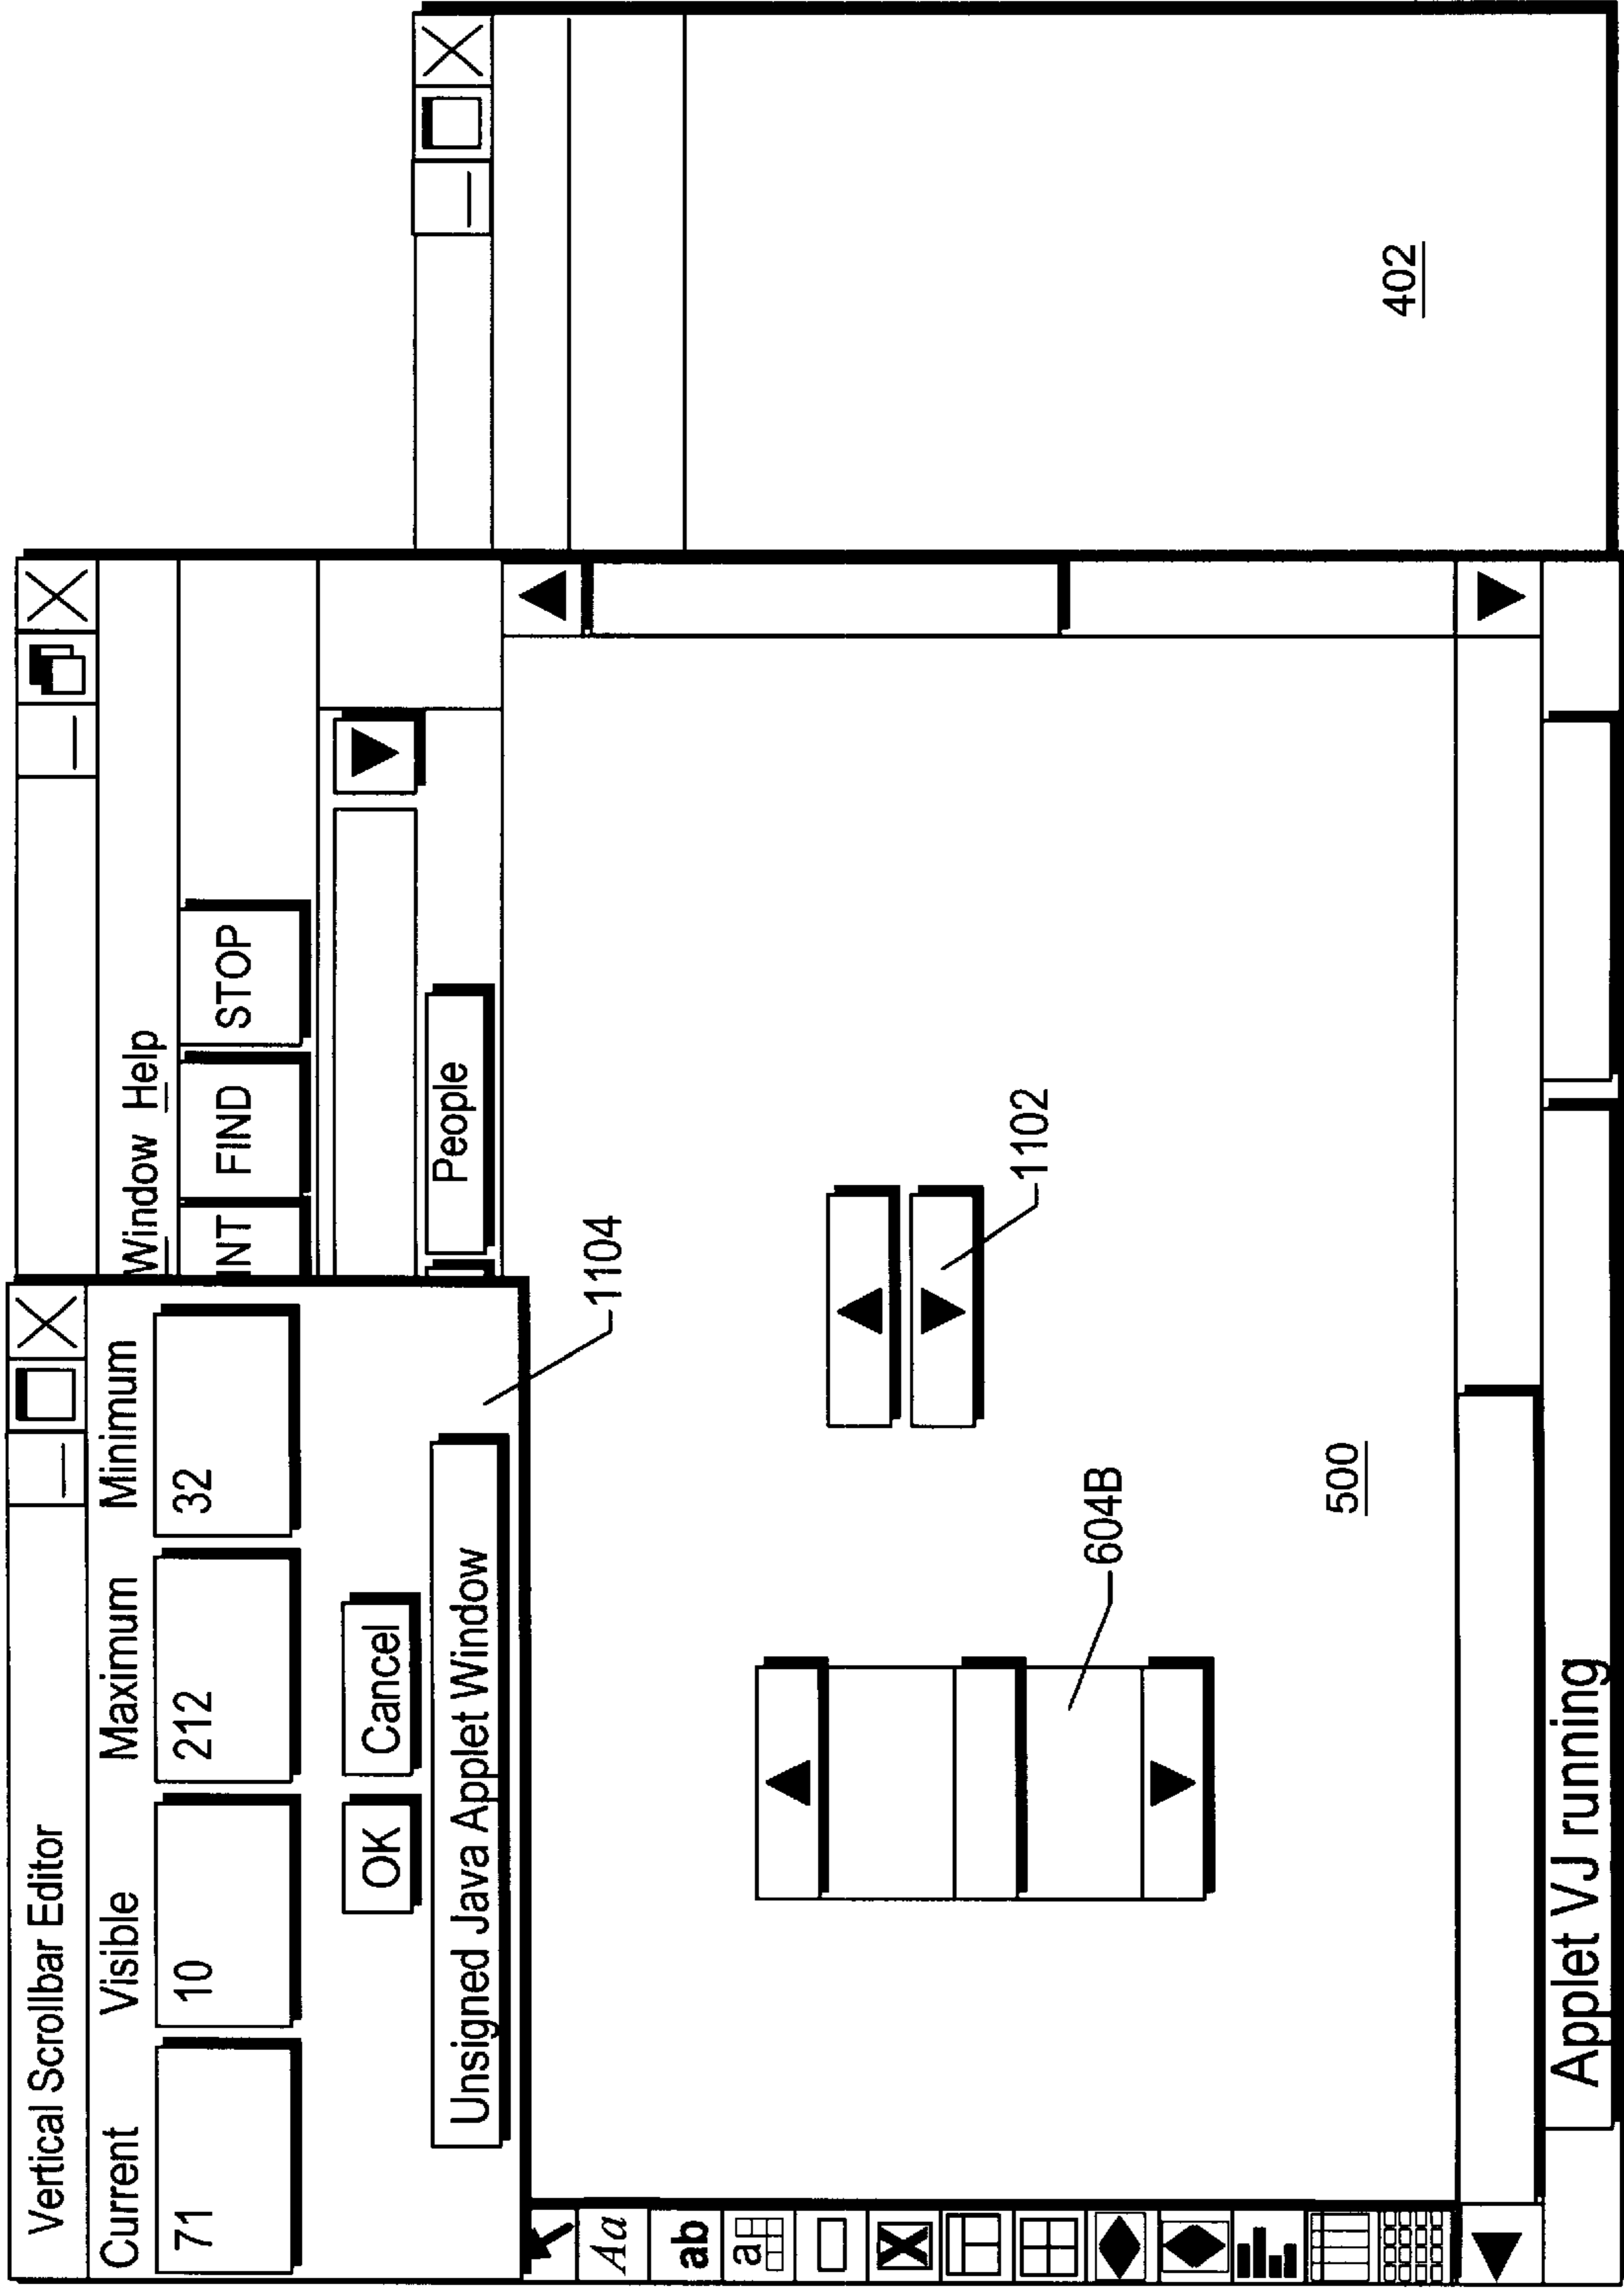 Vertical Scrollbar Editor
Current Visible Maximum Minimum
71 10 212 32
OK Cancel
Unsigned Java Applet Window
Window Help
INT FIND STOP
People
1104
Aa
ab
a
1102
604B
500
402
Applet VJ running